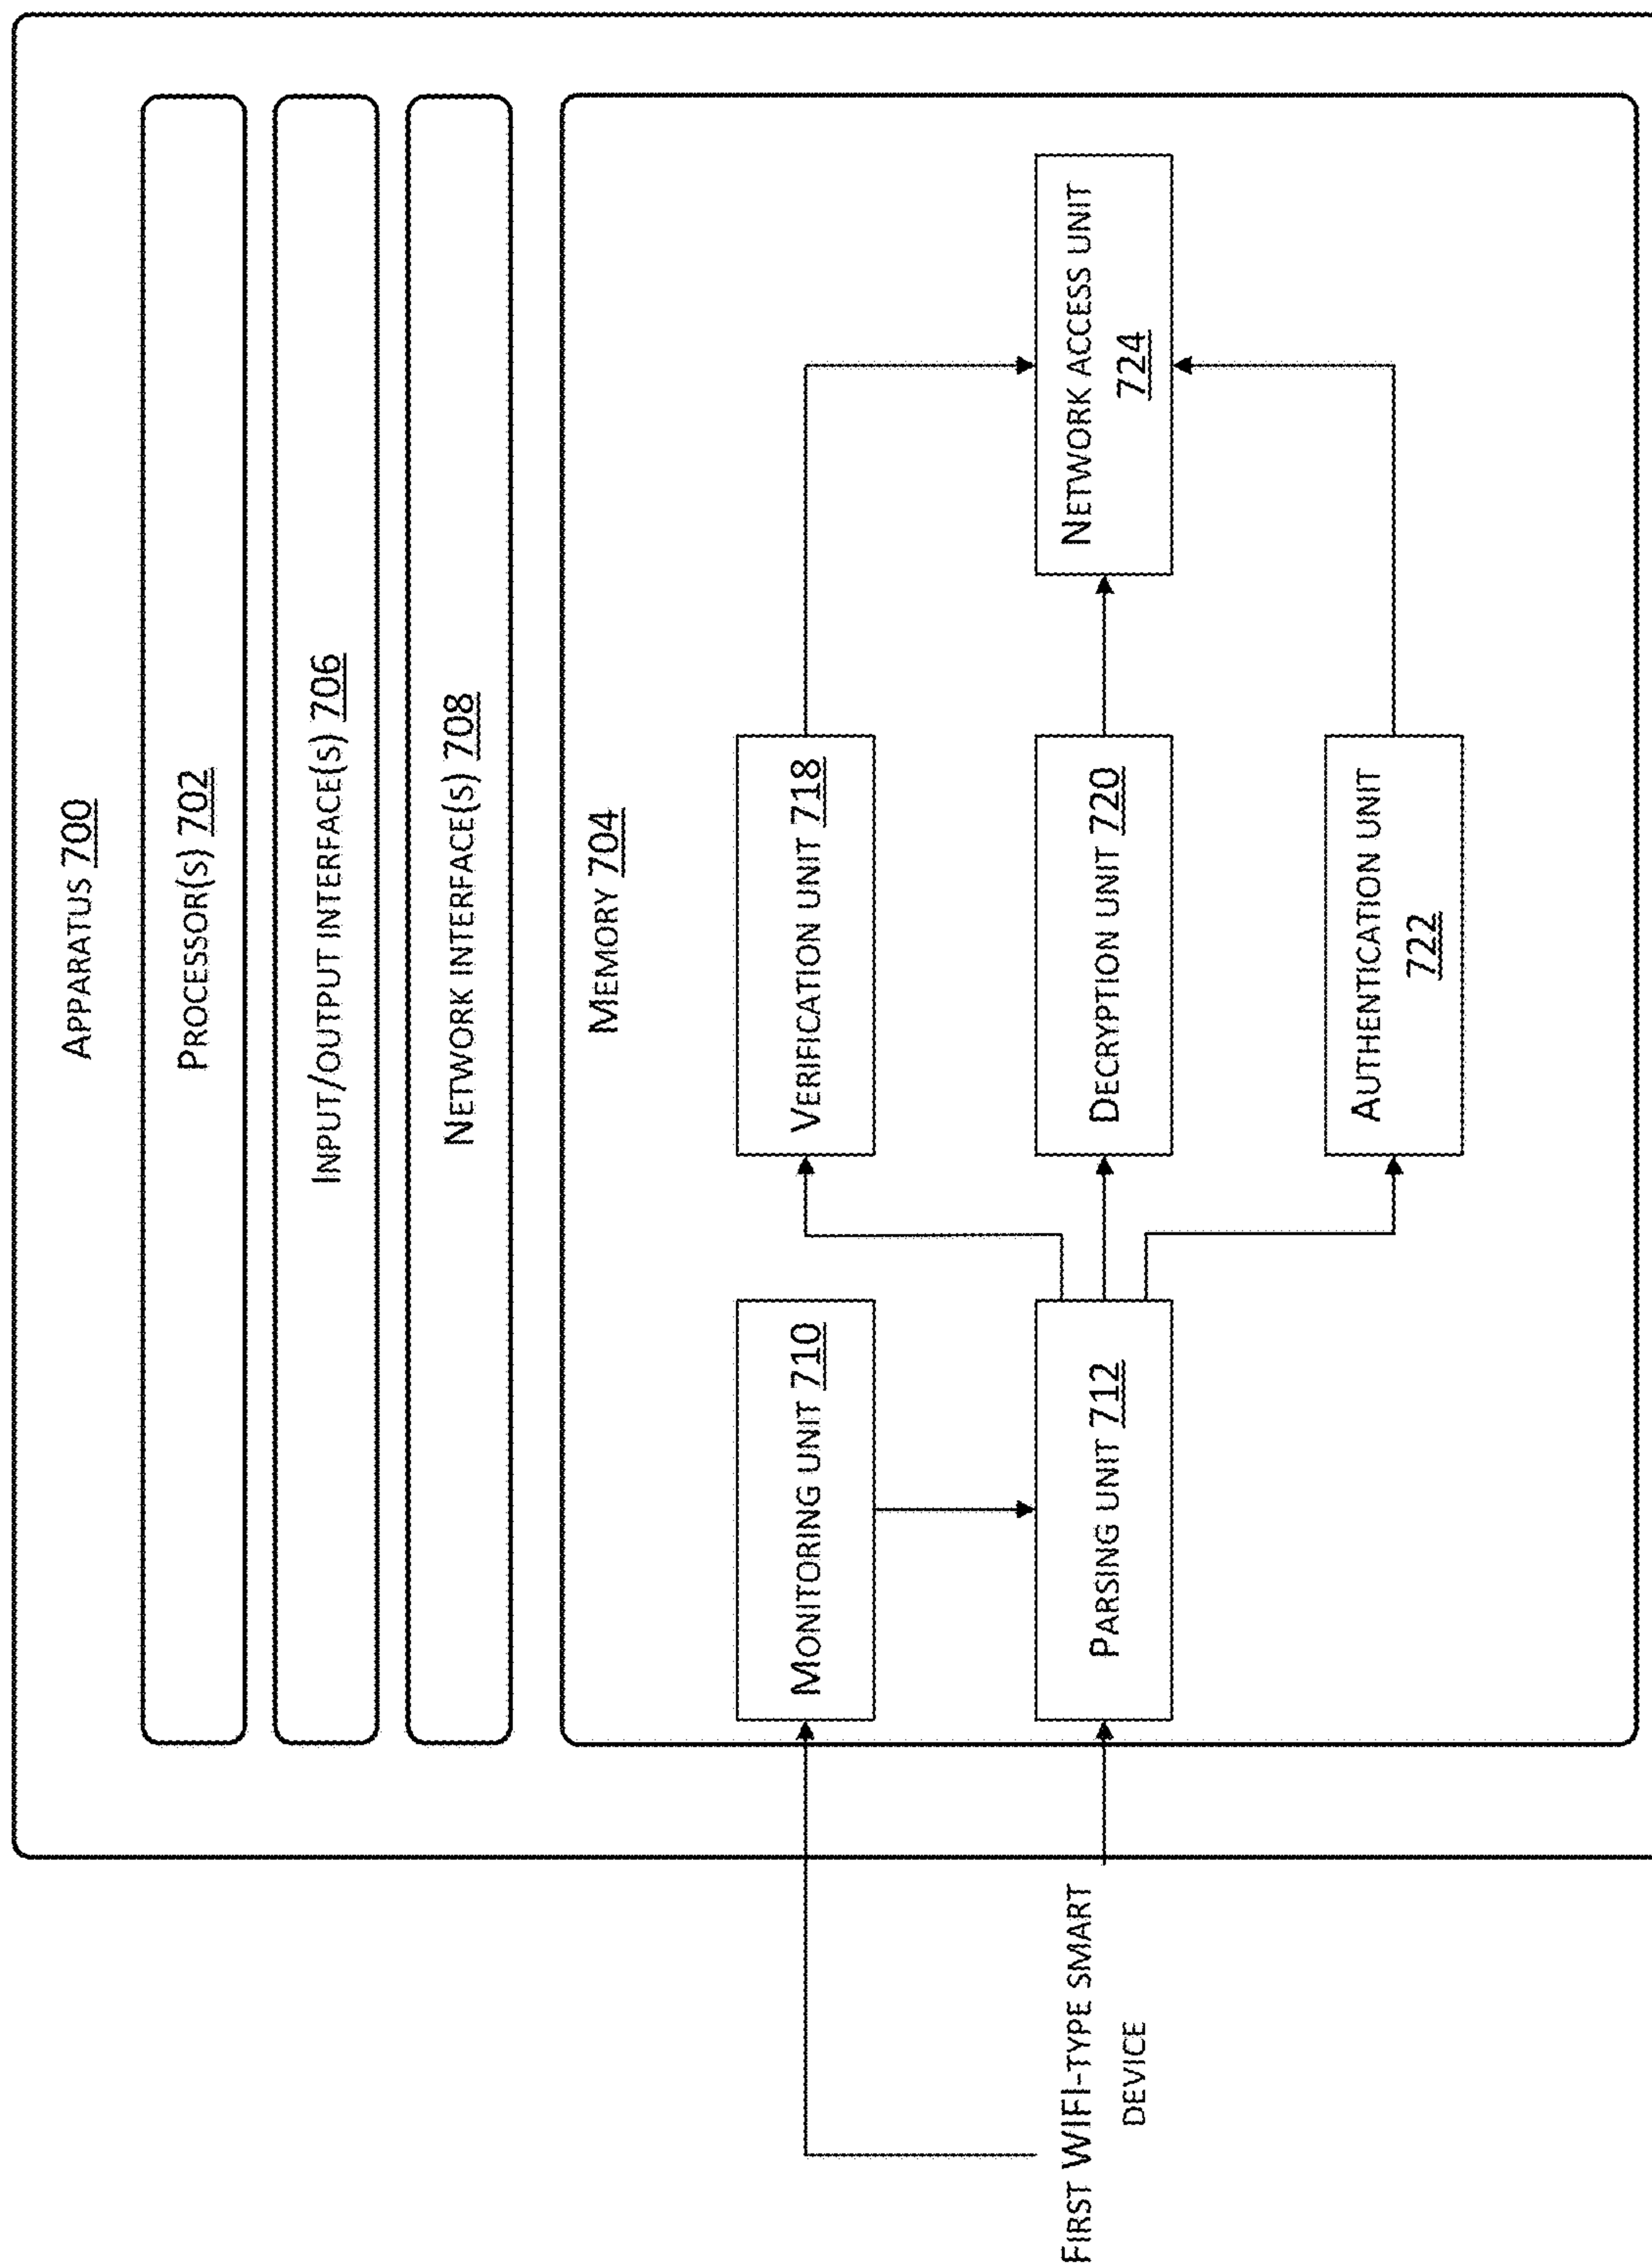 APPARATUS 700
PROCESSOR(S) 702
INPUT/OUTPUT INTERFACE(S) 706
NETWORK INTERFACE(S) 708
MEMORY 704
MONITORING UNIT 710
VERIFICATION UNIT 718
FIRST WIFI-TYPE SMART
DEVICE
PARSING UNIT 712
DECRYPTION UNIT 720
NETWORK ACCESS UNIT
724
AUTHENTICATION UNIT
722